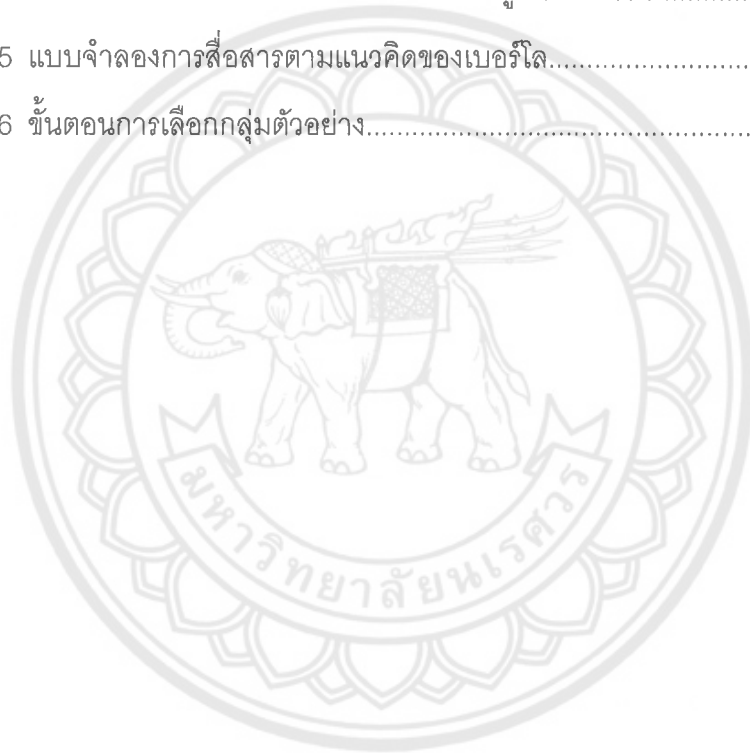 5 แบบจำลองการสื่อสารตามแนวคิดของเบอร์โล........................
6 ขั้นตอนการเลือกกลุ่มตัวอย่าง..................................................
มหาวิทยาลัยนเรศวร